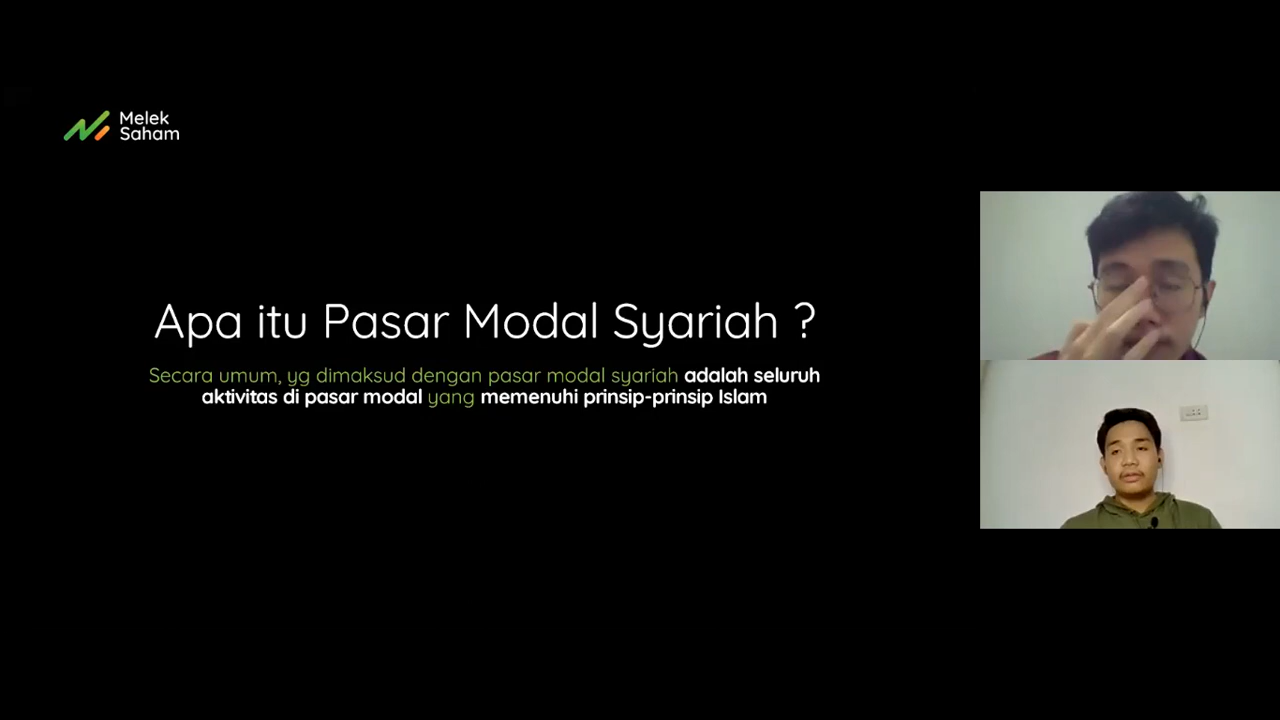 Melek
Saham
Apa itu Pasar Modal Syariah ?
Secara umum, yg dimaksud dengan pasar modal syariah adalah seluruh
aktivitas di pasar modal yang memenuhi prinsip-prinsip Islam